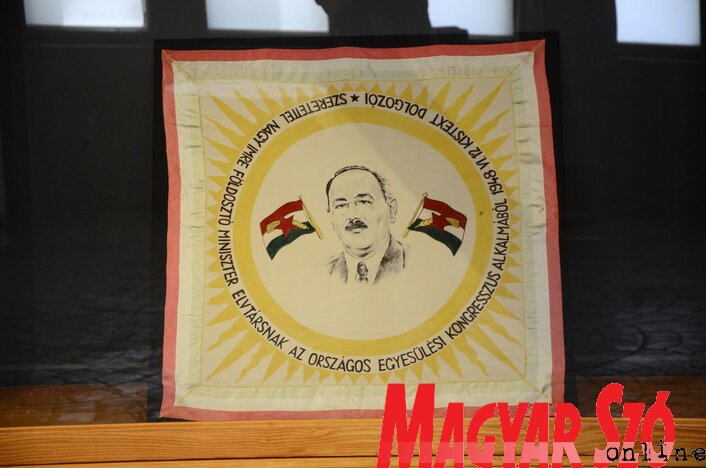 SZERETETTEL NAGY IMRE FÖLDOSZTÓ MINISZTER ELVTÁRSNAK AZ ORSZÁGOS EGYESÜLÉSI KONGRESSZUS ALKALMÁBÓL 1948 VI. 12 KISTEXT DOLGOZÓI ★
MAGYAR SZÓ
online